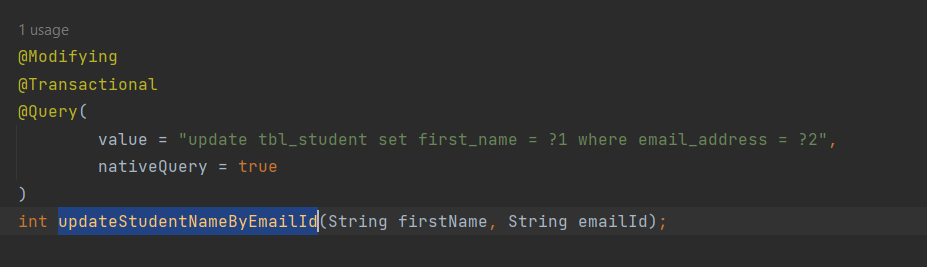 1 usage
@Modifying
@Transactional
@Query(
value = "update tbl_student set first_name = ?1 where email_address = ?2",
nativeQuery = true
)
int updateStudentNameByEmailId(String firstName, String emailId);